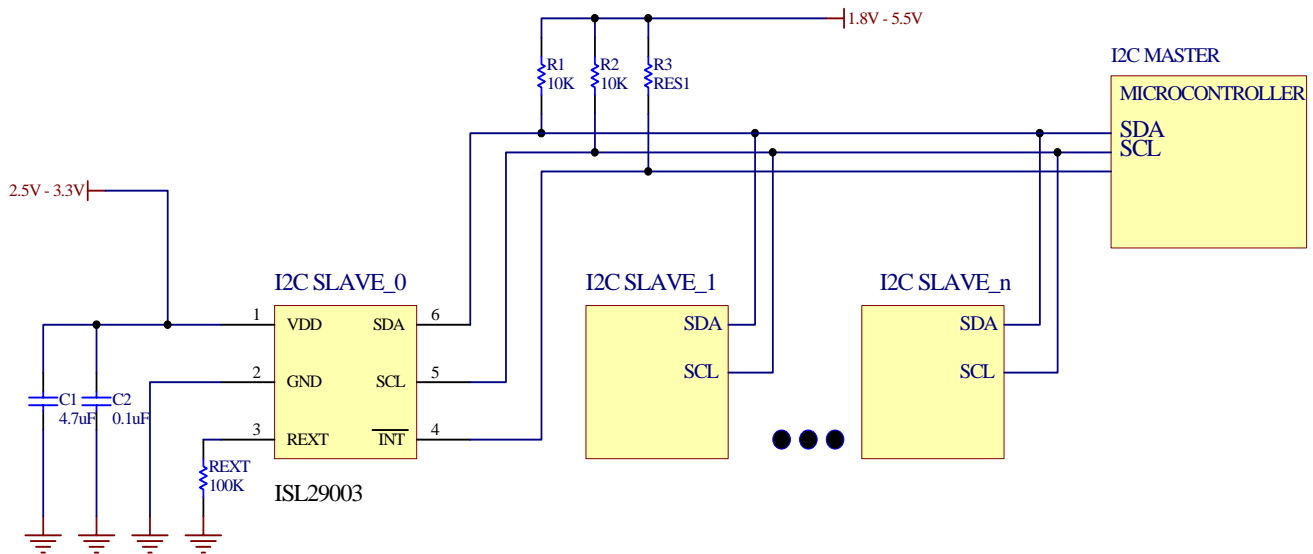 1.8V - 5.5V
R1
10K
R2
10K
R3
RES1
I2C MASTER
MICROCONTROLLER
SDA
SCL
2.5V - 3.3V
I2C SLAVE_0
1
VDD
SDA
6
2
GND
SCL
5
3
REXT
INT
4
ISL29003
C1
4.7uF
C2
0.1uF
REXT
100K
I2C SLAVE_1
SDA
SCL
I2C SLAVE_n
SDA
SCL